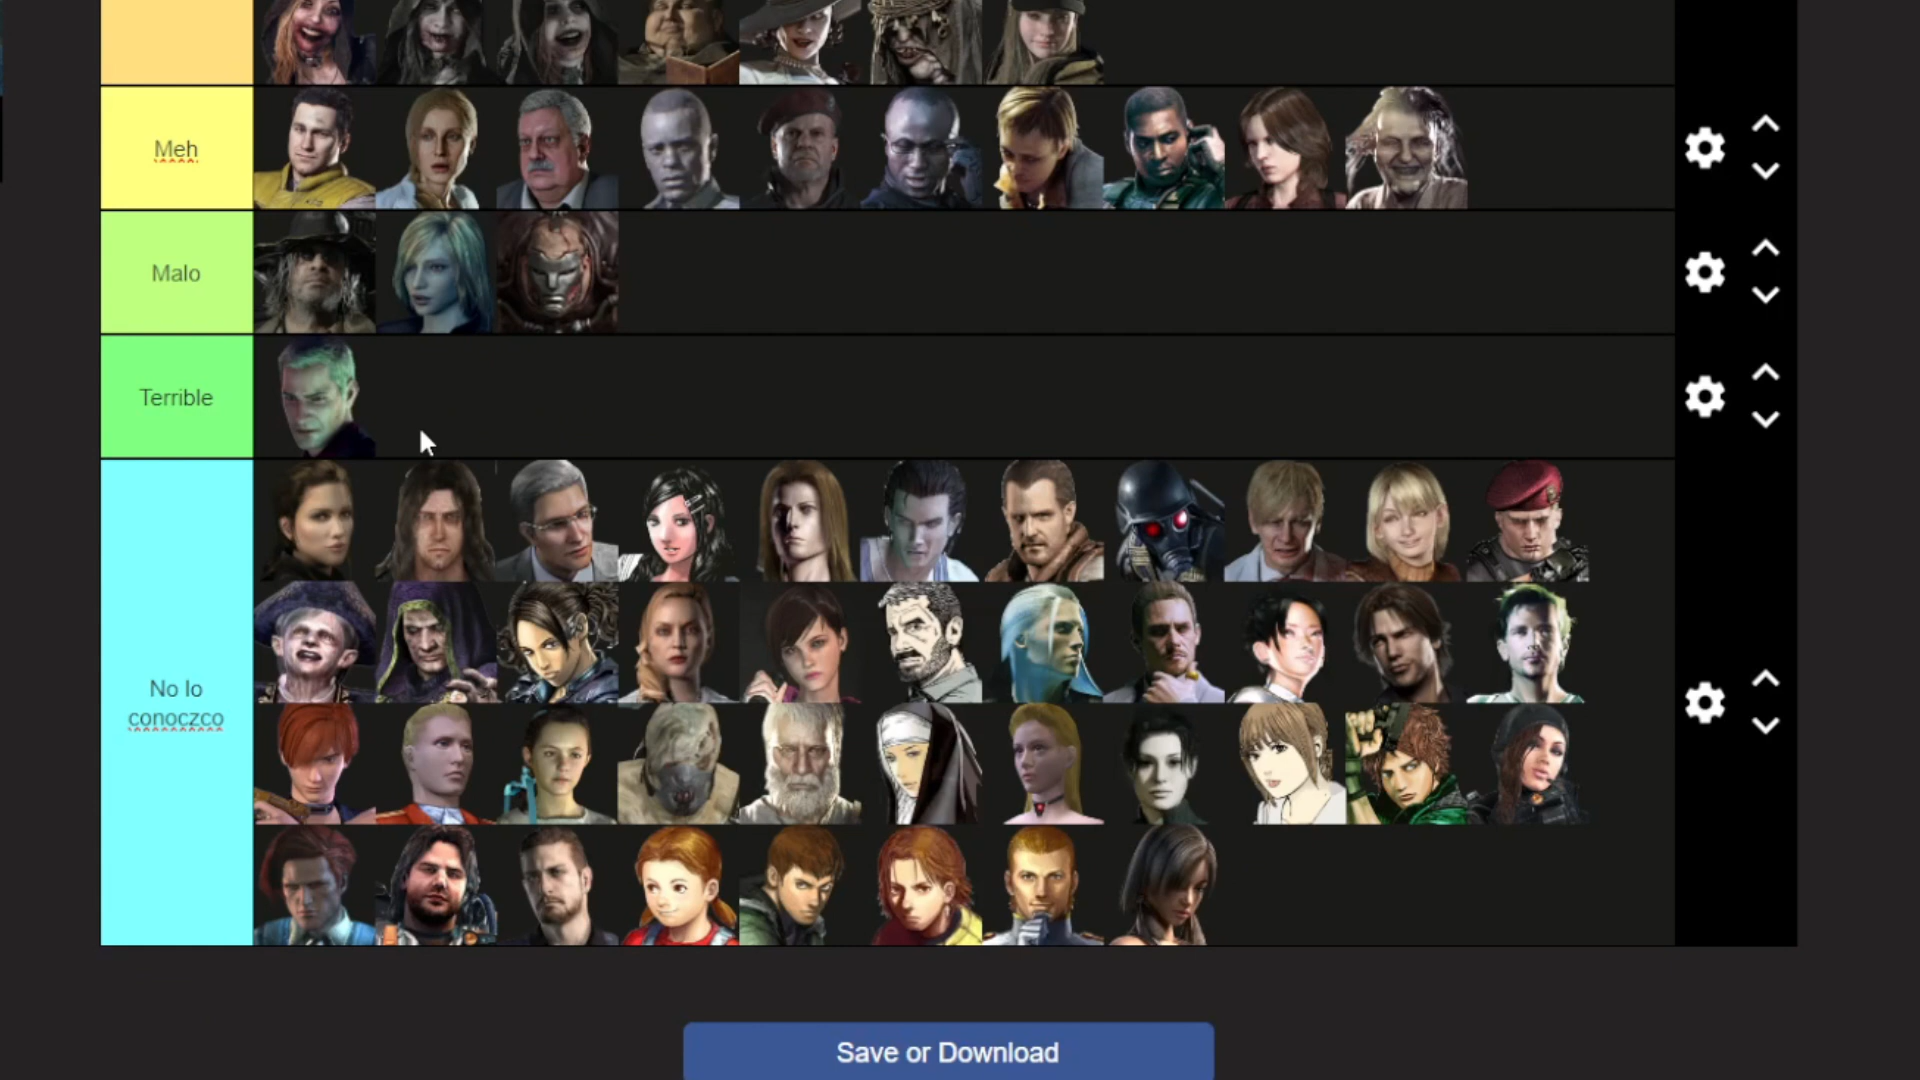 Meh
Malo
Terrible
No lo
conoczco
Save or Download